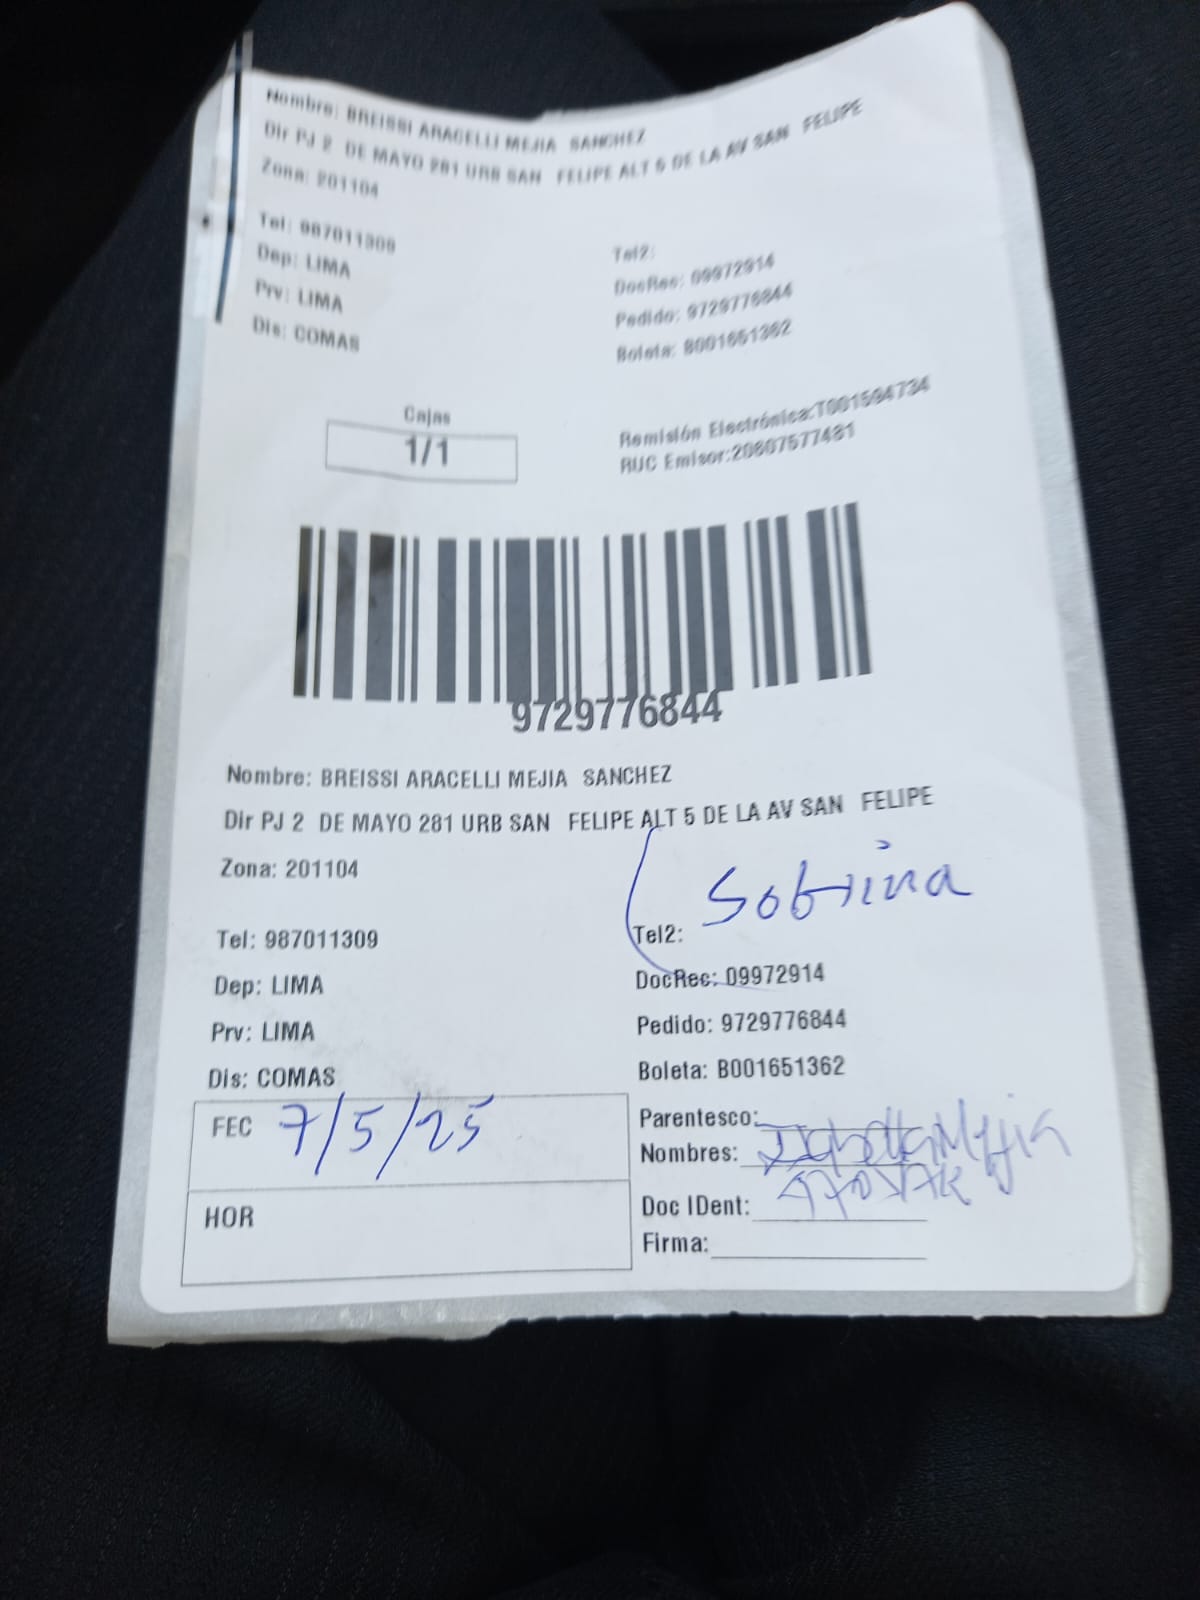 Nombre: BREISSI ARACELLI MEJIA SANCHEZ
Dir PJ 2 DE MAYO 281 URB SAN FELIPE ALT 5 DE LA AV SAN FELIPE
Zona: 201104
Tel: 987011309
Tel2:
Dep: LIMA
DocRec: 09972914
Prv: LIMA
Pedido: 9729776844
Dis: COMAS
Boleta: B001651362
Cajas
1/1
Remisión Electrónica:T001594734
RUC Emisor:20607577481
9729776844
Nombre: BREISSI ARACELLI MEJIA SANCHEZ
Dir PJ 2 DE MAYO 281 URB SAN FELIPE ALT 5 DE LA AV SAN FELIPE
Zona: 201104
Sobrina
Tel: 987011309
Tel2:
Dep: LIMA
DocRec: 09972914
Prv: LIMA
Pedido: 9729776844
Dis: COMAS
Boleta: B001651362
FEC 7/5/25
Parentesco:
Nombres: Mejia
HOR
Doc IDent:
Firma: